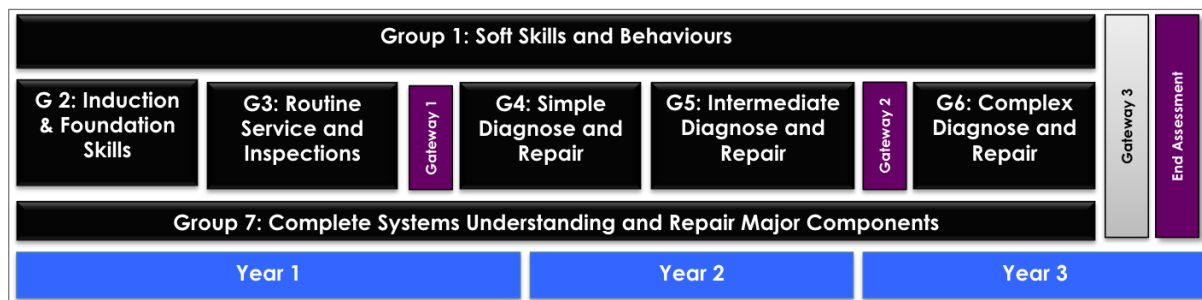 Group 1: Soft Skills and Behaviours
G 2: Induction
& Foundation
Skills
G3: Routine
Service and
Inspections
Gateway 1
G4: Simple
Diagnose and
Repair
G5: Intermediate
Diagnose and
Repair
Gateway 2
G6: Complex
Diagnose and
Repair
Gateway 3
End Assessment
Group 7: Complete Systems Understanding and Repair Major Components
Year 1
Year 2
Year 3